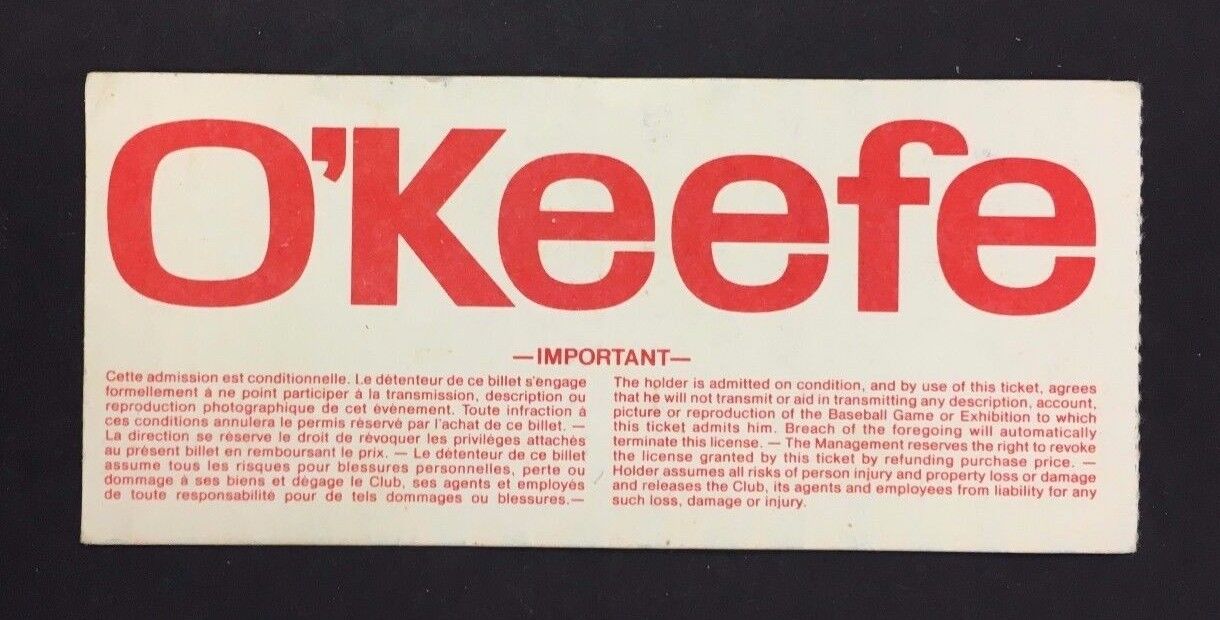 O'Keefe
—IMPORTANT—
Cette admission est conditionnelle. Le détenteur de ce billet s'engage
formellement à ne point participer à la transmission, description ou
reproduction photographique de cet évènement. Toute infraction à
ces conditions annulera le permis réservé par l'achat de ce billet. —
La direction se réserve le droit de révoquer les privilèges attachés
au présent billet en remboursant le prix. — Le détenteur de ce billet
assume tous les risques pour blessures personnelles, perte ou
dommage à ses biens et dégage le Club, ses agents et employés
de toute responsabilité pour de tels dommages ou blessures.—
The holder is admitted on condition, and by use of this ticket, agrees
that he will not transmit or aid in transmitting any description, account,
picture or reproduction of the Baseball Game or Exhibition to which
this ticket admits him. Breach of the foregoing will automatically
terminate this license. — The Management reserves the right to revoke
the license granted by this ticket by refunding purchase price. —
Holder assumes all risks of person injury and property loss or damage
and releases the Club, its agents and employees from liability for any
such loss, damage or injury.